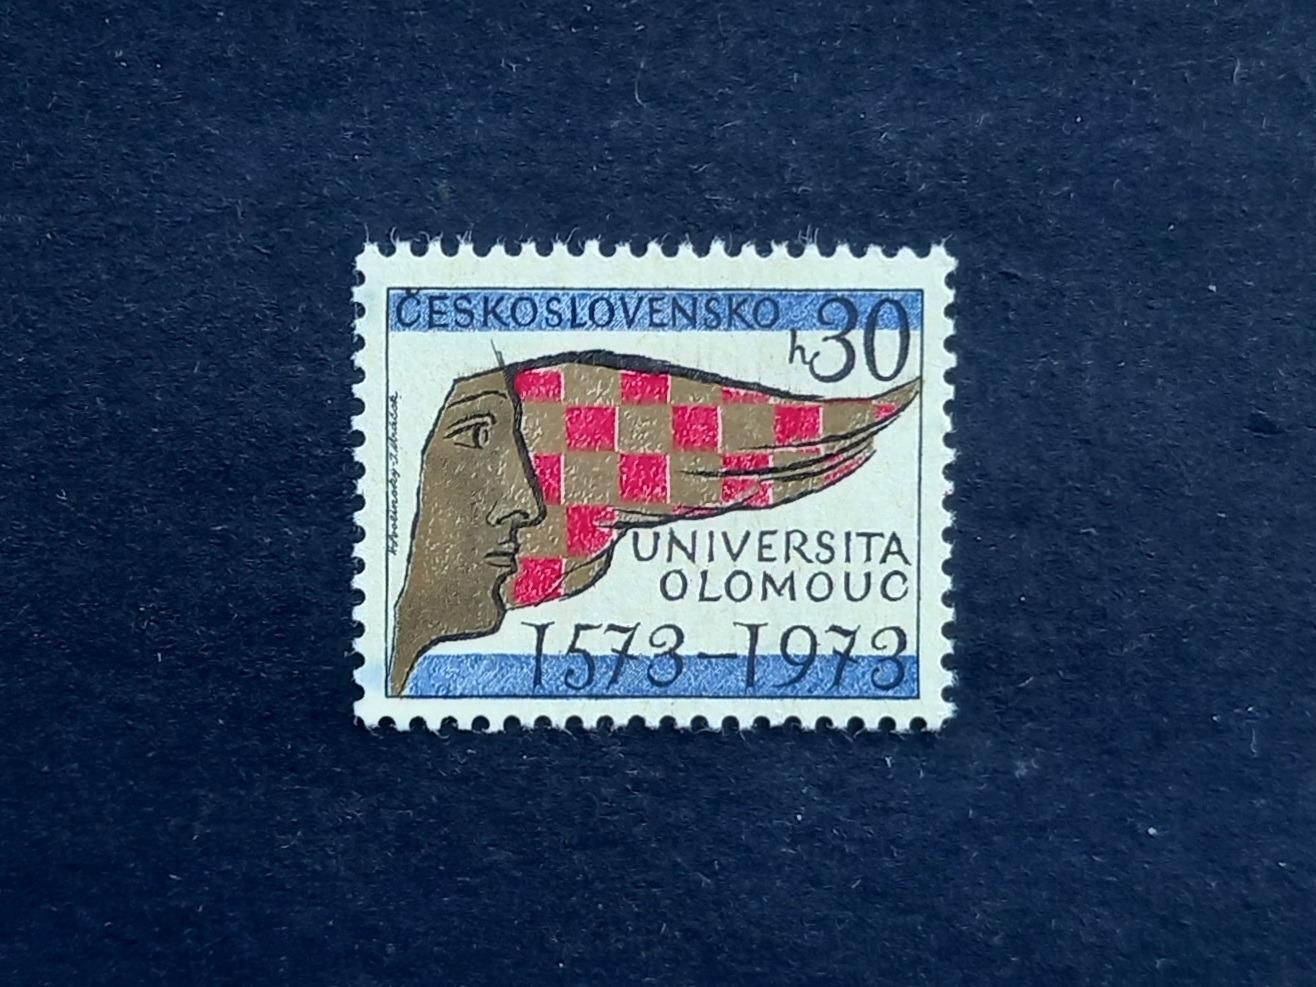 ČESKOSLOVENSKO
h30
UNIVERSITA
OLOMOUC
1573–1973